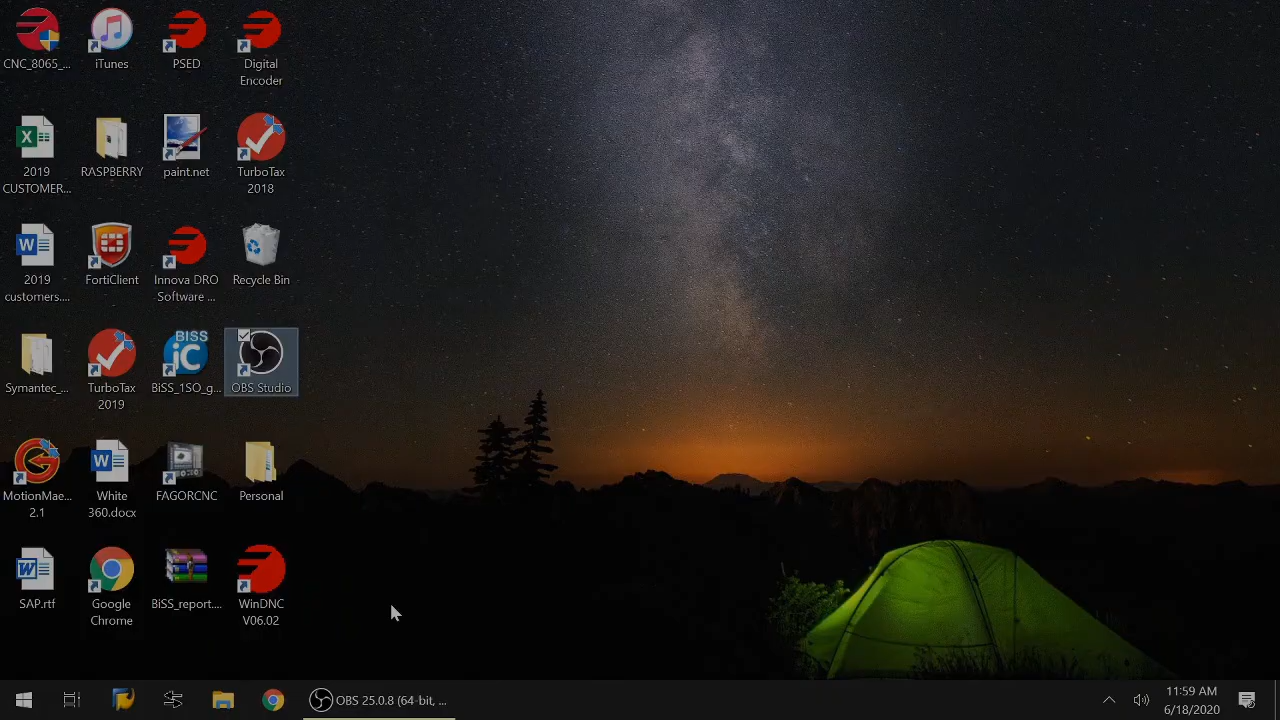 CNC_8065_...
iTunes
PSED
Digital
Encoder
2019
CUSTOMER...
RASPBERRY
paint.net
TurboTax
2018
2019
customers....
FortiClient
Innova DRO
Software ...
Recycle Bin
Symantec_...
TurboTax
2019
BISS
iC
BiSS_1SO_g...
OBS Studio
MotionMae...
2.1
White
360.docx
FAGORCNC
Personal
SAP.rtf
Google
Chrome
BiSS_report....
WinDNC
V06.02
OBS 25.0.8 (64-bit, ...
11:59 AM
6/18/2020